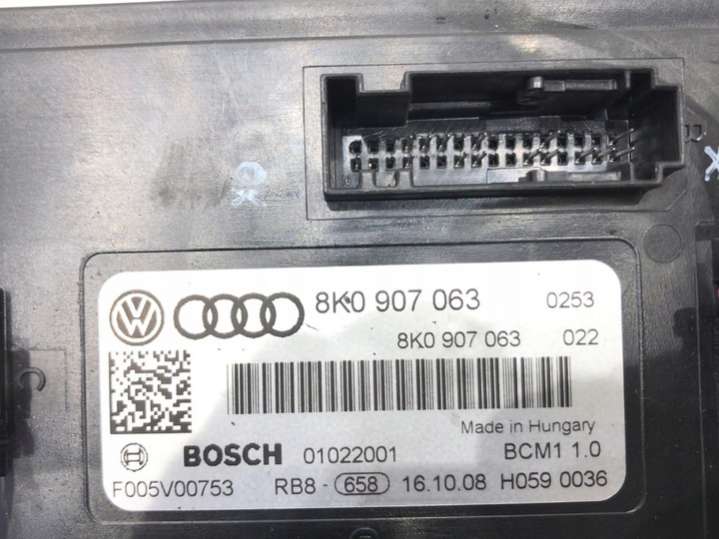 8K0 907 063 0253
8K0 907 063 022
Made in Hungary
BOSCH 01022001 BCM1 1.0
F005V00753 RB8 - 658 16.10.08 H059 0036